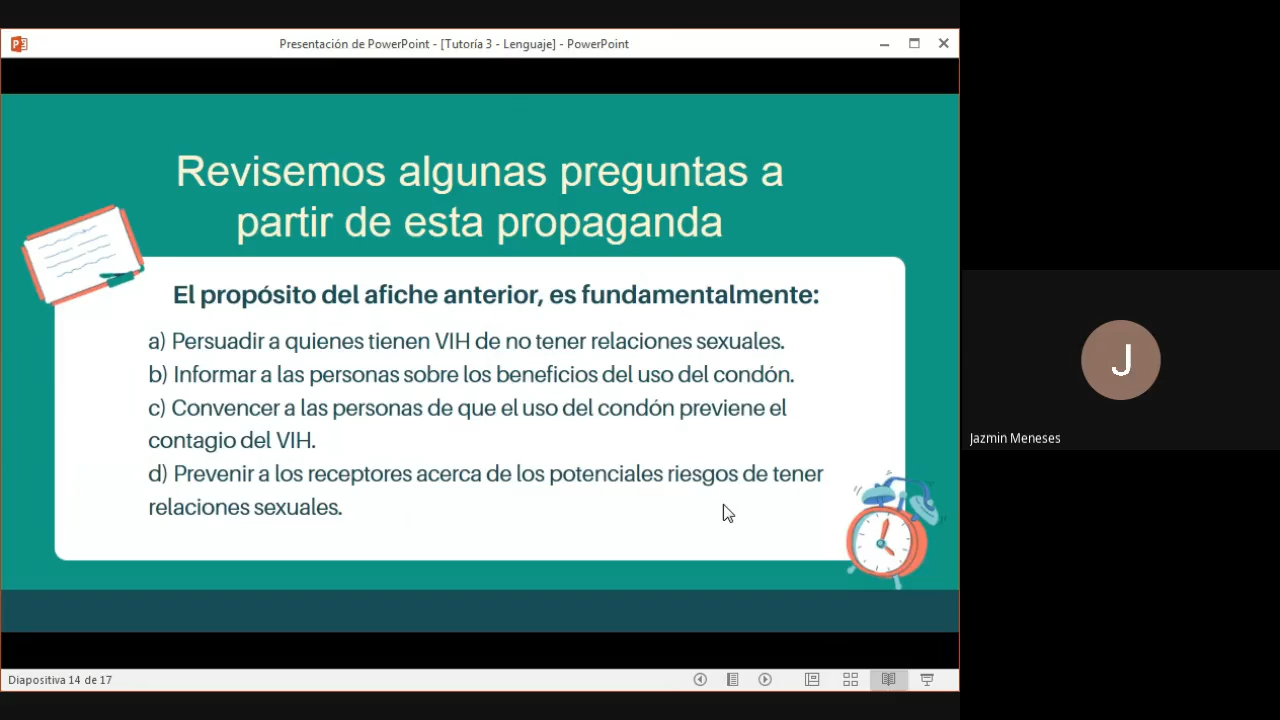 Presentación de PowerPoint - [Tutoría 3 - Lenguaje] - PowerPoint
Revisemos algunas preguntas a
partir de esta propaganda
El propósito del afiche anterior, es fundamentalmente:
a) Persuadir a quienes tienen VIH de no tener relaciones sexuales.
b) Informar a las personas sobre los beneficios del uso del condón.
c) Convencer a las personas de que el uso del condón previene el
contagio del VIH.
d) Prevenir a los receptores acerca de los potenciales riesgos de tener
relaciones sexuales.
J
Jazmin Meneses
Diapositiva 14 de 17